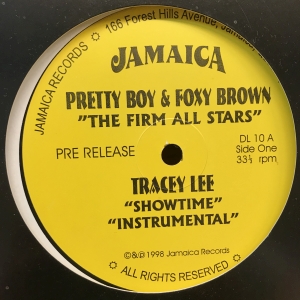 JAMAICA RECORDS ☼ 166 Forest Hills Avenue, Jamaica
JAMAICA
PRETTY BOY & FOXY BROWN
"THE FIRM ALL STARS"
DL 10 A
PRE RELEASE Side One
33⅓ rpm
TRACEY LEE
"SHOWTIME"
"INSTRUMENTAL"
©&@1998 Jamaica Records
☼ ALL RIGHTS RESERVED ☼